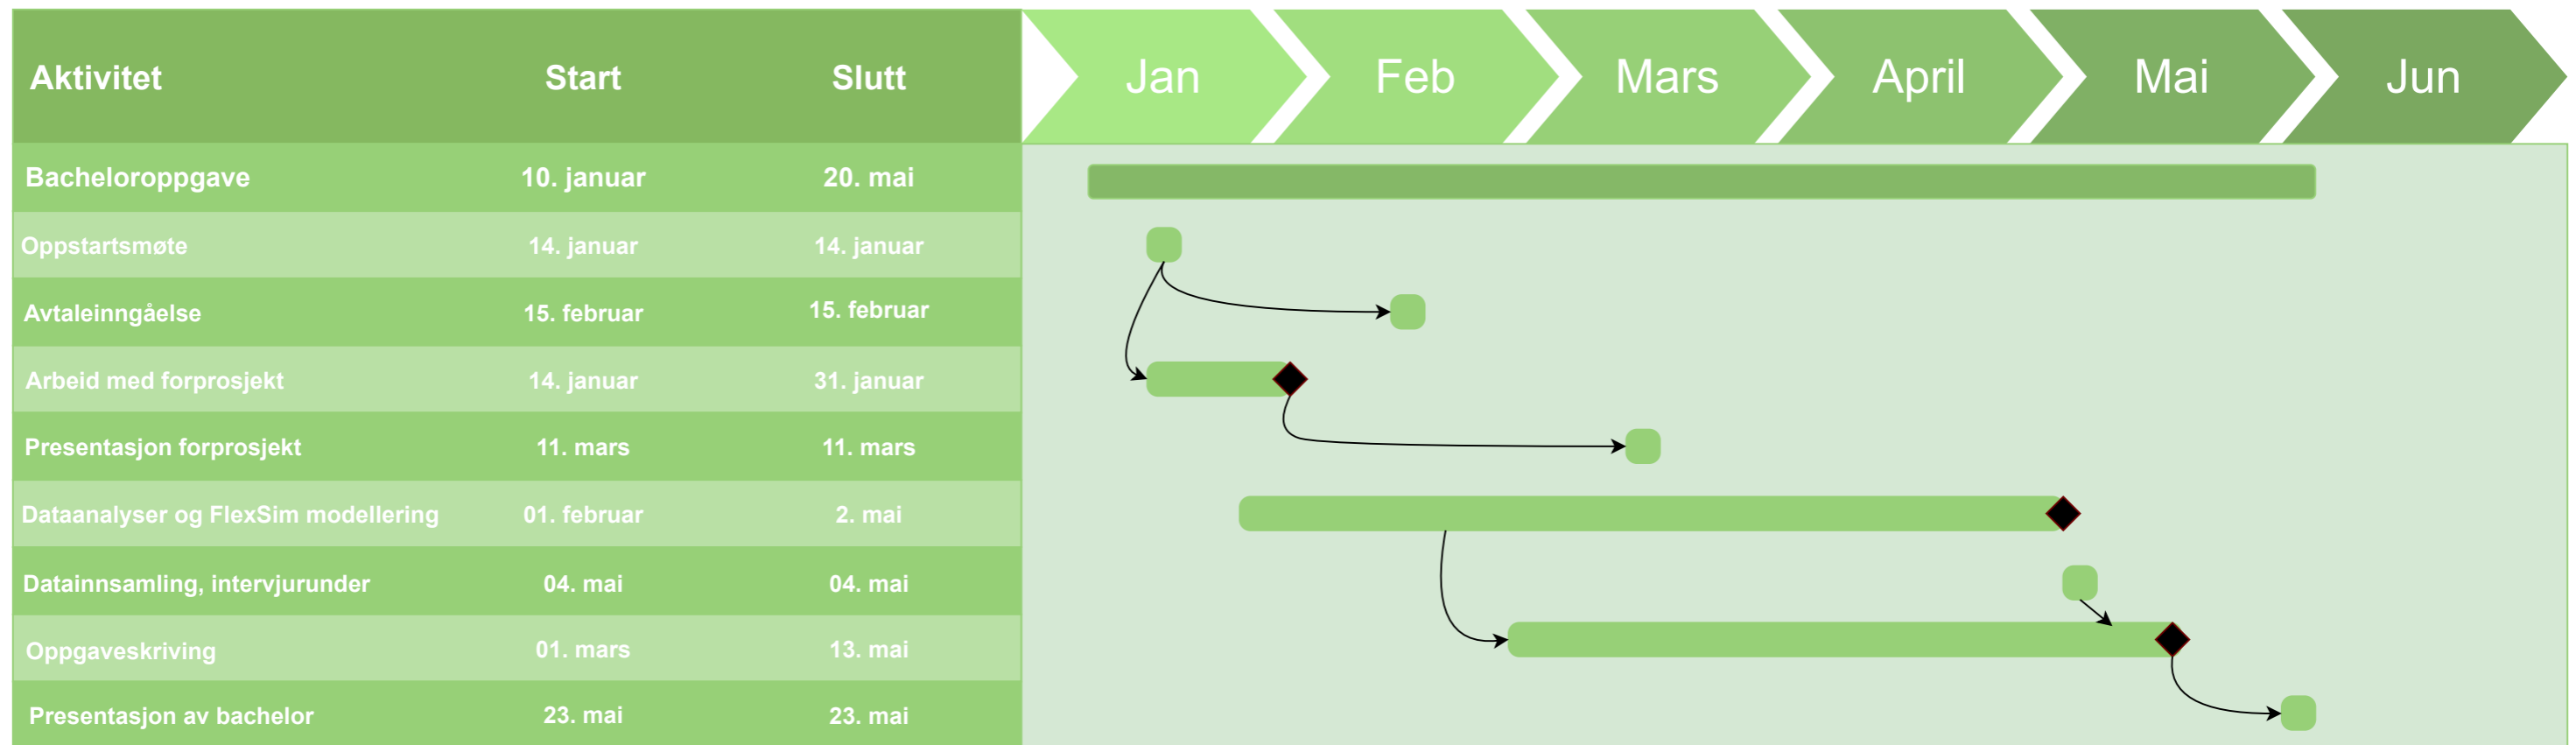 Aktivitet Start Slutt Jan Feb Mars April Mai Jun
Bacheloroppgave 10. januar 20. mai
Oppstartsmøte 14. januar 14. januar
Avtaleinngåelse 15. februar 15. februar
Arbeid med forprosjekt 14. januar 31. januar
Presentasjon forprosjekt 11. mars 11. mars
Dataanalyser og FlexSim modellering 01. februar 2. mai
Datainnsamling, intervjurunder 04. mai 04. mai
Oppgaveskriving 01. mars 13. mai
Presentasjon av bachelor 23. mai 23. mai